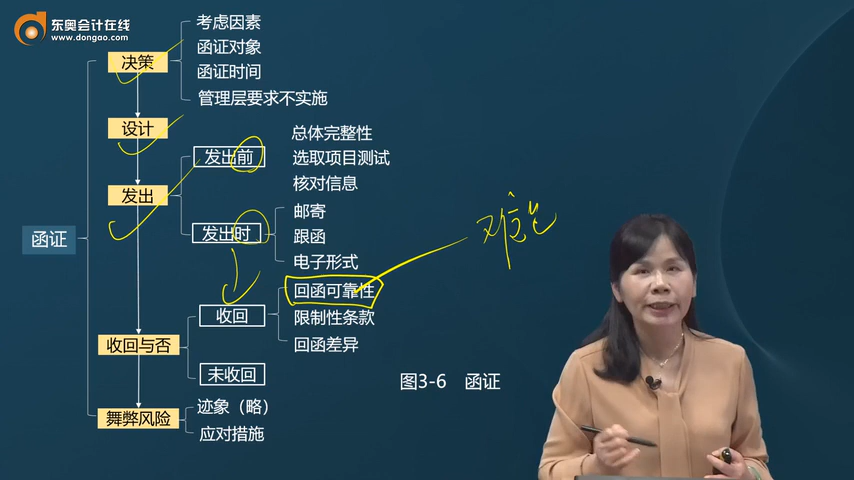 东奥会计在线
www.dongao.com
考虑因素
函证对象
函证时间
管理层要求不实施
决策
设计
发出
发出前
总体完整性
选取项目测试
核对信息
发出时
邮寄
跟函
电子形式
函证
收回与否
收回
回函可靠性
限制性条款
回函差异
未收回
舞弊风险
迹象（略）
应对措施
图3-6 函证
难